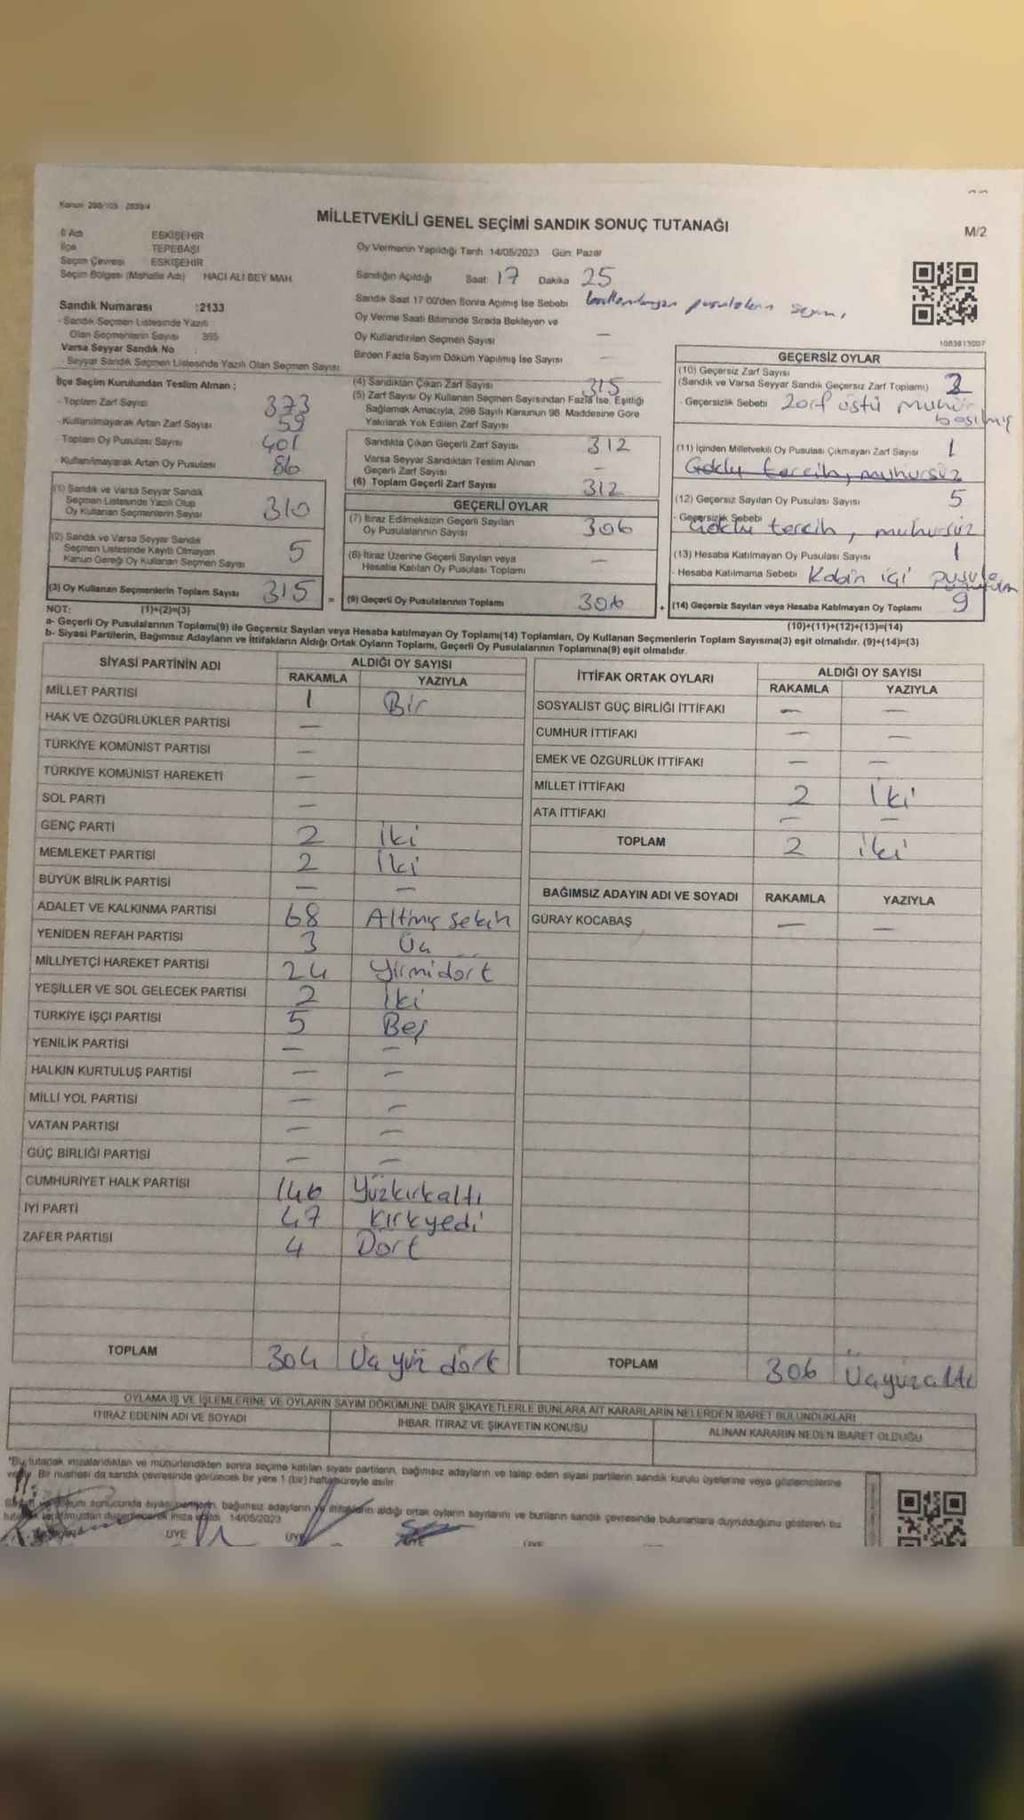 Kanun 298/105 2839/4
MİLLETVEKİLİ GENEL SEÇİMİ SANDIK SONUÇ TUTANAĞI
M/2
İl Adı ESKİŞEHİR
İlçe TEPEBAŞI
Seçim Çevresi ESKİŞEHİR
Seçim Bölgesi (Mahalle Adı) HACI ALİ BEY MAH
Sandık Numarası :2133
- Sandık Seçmen Listesinde Yazılı
Olan Seçmenlerin Sayısı 365
Varsa Seyyar Sandık No
- Seyyar Sandık Seçmen Listesinde Yazılı Olan Seçmen Sayısı
Oy Vermenin Yapıldığı Tarih 14/05/2023 Gün Pazar
Sandığın Açıldığı Saat 17 Dakika 25
Sandık Saat 17 00'den Sonra Açılmış İse Sebebi kullanılmayan pusulaların sayımı
Oy Verme Saati Bitiminde Sırada Bekleyen ve
Oy Kullandırılan Seçmen Sayısı —
Birden Fazla Sayım Döküm Yapılmış İse Sayısı —
1083813007
İlçe Seçim Kurulundan Teslim Alınan ;
- Toplam Zarf Sayısı 373
- Kullanılmayarak Artan Zarf Sayısı 59
- Toplam Oy Pusulası Sayısı 401
- Kullanılmayarak Artan Oy Pusulası 86
(1) Sandık ve Varsa Seyyar Sandık
Seçmen Listesinde Yazılı Olup
Oy Kullanan Seçmenlerin Sayısı 310
(2) Sandık ve Varsa Seyyar Sandık
Seçmen Listesinde Kayıtlı Olmayan
Kanun Gereği Oy Kullanan Seçmen Sayısı 5
(3) Oy Kullanan Seçmenlerin Toplam Sayısı 315
(4) Sandıktan Çıkan Zarf Sayısı 315
(5) Zarf Sayısı Oy Kullanan Seçmen Sayısından Fazla İse, Eşitliği
Sağlamak Amacıyla, 298 Sayılı Kanunun 98. Maddesine Göre
Yakılarak Yok Edilen Zarf Sayısı —
Sandıkta Çıkan Geçerli Zarf Sayısı 312
Varsa Seyyar Sandıktan Teslim Alınan
Geçerli Zarf Sayısı —
(6) Toplam Geçerli Zarf Sayısı 312
GEÇERLİ OYLAR
(7) İtiraz Edilmeksizin Geçerli Sayılan
Oy Pusulalarının Sayısı 306
(8) İtiraz Üzerine Geçerli Sayılan veya
Hesaba Katılan Oy Pusulası Toplamı —
= (9) Geçerli Oy Pusulalarının Toplamı 306
GEÇERSİZ OYLAR
(10) Geçersiz Zarf Sayısı
(Sandık ve Varsa Seyyar Sandık Geçersiz Zarf Toplamı)
- Geçersizlik Sebebi Zarf üstü mühür
basılmış
(11) İçinden Milletvekili Oy Pusulası Çıkmayan Zarf Sayısı 1
Çoklu tercih, mühürsüz
(12) Geçersiz Sayılan Oy Pusulası Sayısı 5
- Geçersizlik Sebebi Çoklu tercih, mühürsüz
(13) Hesaba Katılmayan Oy Pusulası Sayısı 1
- Hesaba Katılmama Sebebi Kabin içi pusula
+ (14) Geçersiz Sayılan veya Hesaba Katılmayan Oy Toplamı 9
NOT: (1)+(2)=(3) (10)+(11)+(12)+(13)=(14)
a- Geçerli Oy Pusulalarının Toplamı(9) ile Geçersiz Sayılan veya Hesaba katılmayan Oy Toplamı(14) Toplamları, Oy Kullanan Seçmenlerin Toplam Sayısına(3) eşit olmalıdır. (9)+(14)=(3)
b- Siyasi Partilerin, Bağımsız Adayların ve İttifakların Aldığı Ortak Oyların Toplamı, Geçerli Oy Pusulalarının Toplamına(9) eşit olmalıdır.
SİYASİ PARTİNİN ADI ALDIĞI OY SAYISI
RAKAMLA YAZIYLA
MİLLET PARTİSİ 1 Bir
HAK VE ÖZGÜRLÜKLER PARTİSİ —
TÜRKİYE KOMÜNİST PARTİSİ —
TÜRKİYE KOMÜNİST HAREKETİ —
SOL PARTİ —
GENÇ PARTİ 2 İki
MEMLEKET PARTİSİ 2 İki
BÜYÜK BİRLİK PARTİSİ — —
ADALET VE KALKINMA PARTİSİ 68 Altmış sekiz
YENİDEN REFAH PARTİSİ 3 Üç
MİLLİYETÇİ HAREKET PARTİSİ 24 Yirmidört
YEŞİLLER VE SOL GELECEK PARTİSİ 2 İki
TÜRKİYE İŞÇİ PARTİSİ 5 Beş
YENİLİK PARTİSİ — —
HALKIN KURTULUŞ PARTİSİ — —
MİLLİ YOL PARTİSİ — —
VATAN PARTİSİ — —
GÜÇ BİRLİĞİ PARTİSİ — —
CUMHURİYET HALK PARTİSİ 146 Yüzkırkaltı
İYİ PARTİ 47 Kırkyedi
ZAFER PARTİSİ 4 Dört
TOPLAM 304 Üç yüz dört
İTTİFAK ORTAK OYLARI ALDIĞI OY SAYISI
RAKAMLA YAZIYLA
SOSYALİST GÜÇ BİRLİĞİ İTTİFAKI — —
CUMHUR İTTİFAKI — —
EMEK VE ÖZGÜRLÜK İTTİFAKI — —
MİLLET İTTİFAKI 2 İki
ATA İTTİFAKI — —
TOPLAM 2 iki
BAĞIMSIZ ADAYIN ADI VE SOYADI RAKAMLA YAZIYLA
GÜRAY KOCABAŞ — —
TOPLAM 306 Üçyüzaltı
OYLAMA İŞ VE İŞLEMLERİNE VE OYLARIN SAYIM DÖKÜMÜNE DAİR ŞİKAYETLERLE BUNLARA AİT KARARLARIN NELERDEN İBARET BULUNDUKLARI
İTİRAZ EDENİN ADI VE SOYADI İHBAR, İTİRAZ VE ŞİKAYETİN KONUSU ALINAN KARARIN NEDEN İBARET OLDUĞU
"Bu tutanak imzalandıktan ve mühürlendikten sonra seçime katılan siyasi partilerin, bağımsız adayların ve talep eden siyasi partilerin sandık kurulu üyelerine veya gözlemcilerine
Bir nüshası da sandık çevresinde görülecek bir yere 1 (bir) hafta süreyle asılır.
sonucunda siyasi partilerin, bağımsız adayların ve ittifakların aldığı ortak oyların sayılarını ve bunların sandık çevresinde bulunanlara duyrulduğunu gösteren bu
imza edildi 14/05/2023
ÜYE ÜYE ÜYE